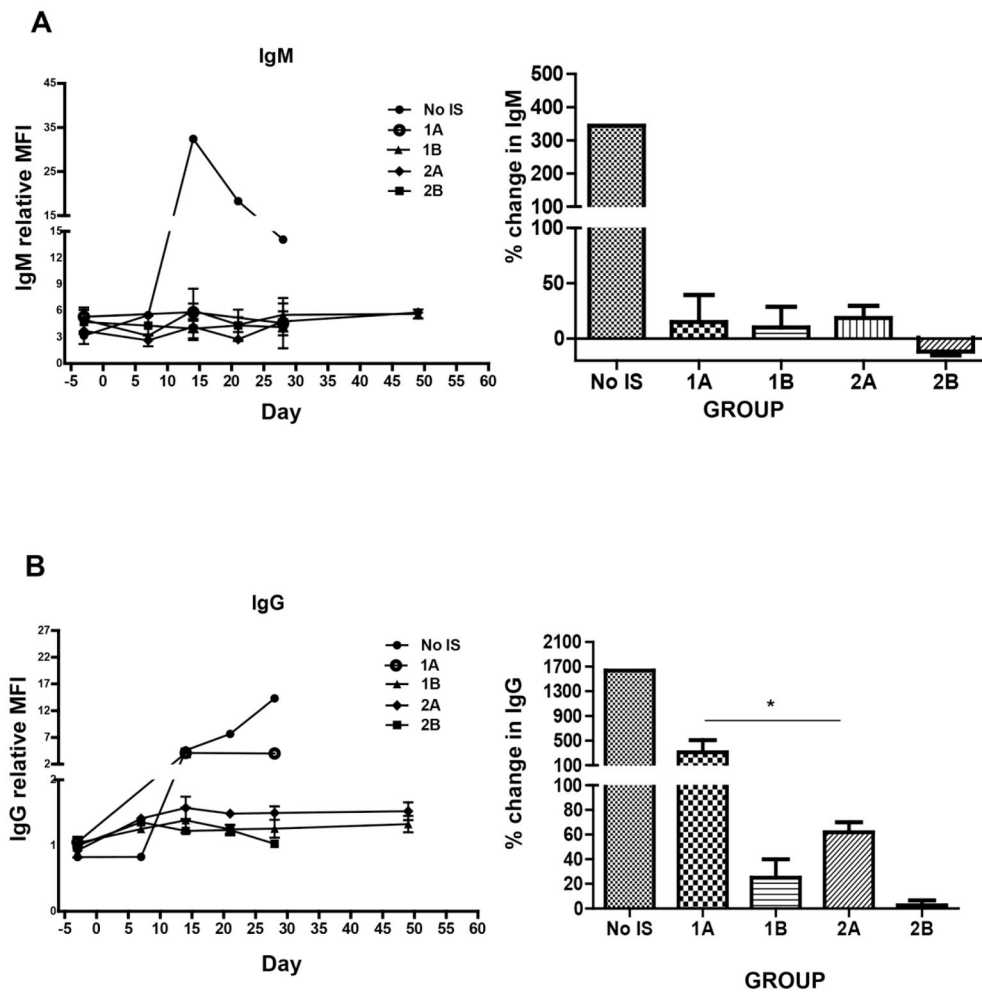 A
IgM
IgM relative MFI
45
35
25
15
15
12
9
6
3
0
-5 0 5 10 15 20 25 30 35 40 45 50 55 60
Day
No IS
1A
1B
2A
2B
% change in IgM
500
400
300
200
100
100
50
0
No IS 1A 1B 2A 2B
GROUP
B
IgG
IgG relative MFI
27
22
17
12
7
2
2
1
0
-5 0 5 10 15 20 25 30 35 40 45 50 55 60
Day
No IS
1A
1B
2A
2B
% change in IgG
2100
1700
1300
900
500
100
100
80
60
40
20
0
*
No IS 1A 1B 2A 2B
GROUP